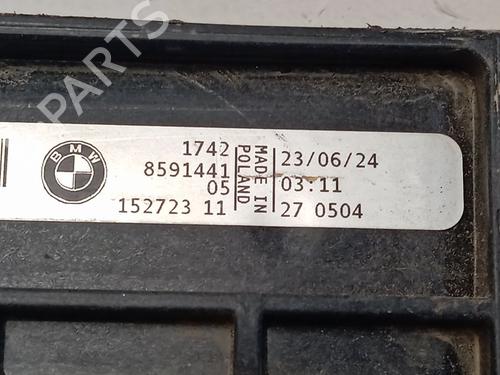 PARTS
BMW
1742
8591441
05
152723 11
MADE IN
POLAND
23/06/24
03:11
27 0504